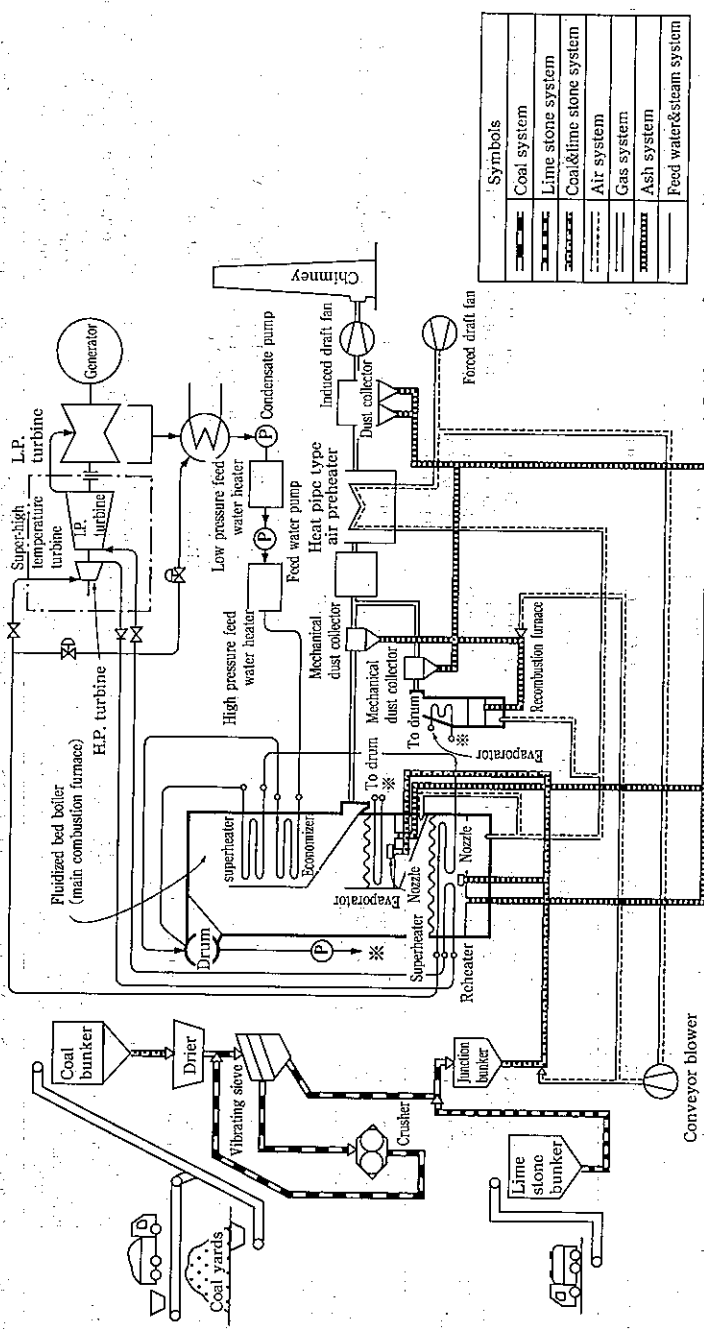 Coal yards
Coal
bunker
Drier
Vibrating sieve
Crusher
Lime
stone
bunker
Junction
bunker
Conveyor blower
Fluidized bed boiler
(main combustion furnace)
Drum
P
※
superheater
Economizer
Evaporator
To drum
※
Nozzle
Superheater
Nozzle
Reheater
H.P. turbine
Super-high
temperature
turbine
I.P.
turbine
L.P.
turbine
Generator
Condensate pump
P
Low pressure feed
water heater
Feed water pump
P
High pressure feed
water heater
Mechanical
dust collector
Mechanical
dust collector
To drum
※
Evaporator
Recombustion furnace
Heat pipe type
air preheater
Dust collector
Induced draft fan
Chimney
Forced draft fan
Symbols
Coal system
Lime stone system
Coal&lime stone system
Air system
Gas system
Ash system
Feed water&steam system